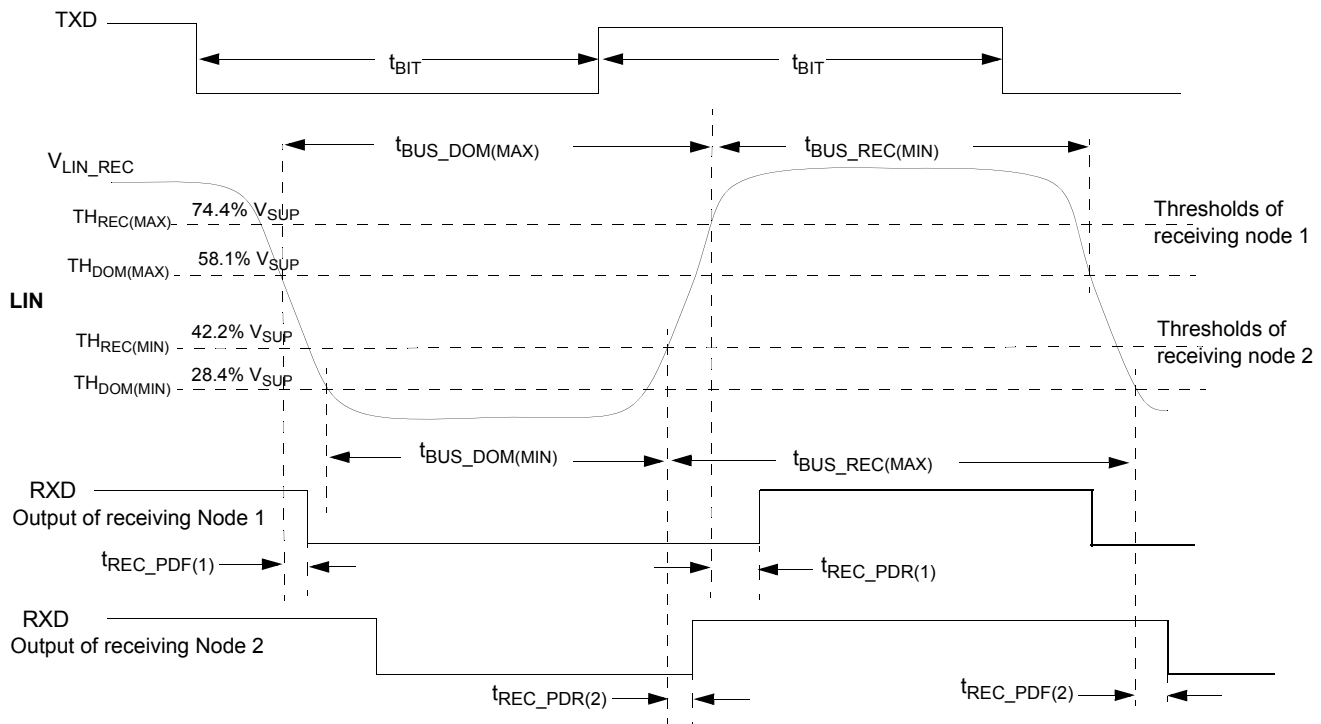 TXD
tBIT
tBIT
tBUS_DOM(MAX)
tBUS_REC(MIN)
VLIN_REC
THREC(MAX) 74.4% VSUP
Thresholds of
receiving node 1
THDOM(MAX) 58.1% VSUP
LIN
THREC(MIN) 42.2% VSUP
Thresholds of
receiving node 2
THDOM(MIN) 28.4% VSUP
tBUS_DOM(MIN)
tBUS_REC(MAX)
RXD
Output of receiving Node 1
tREC_PDF(1)
tREC_PDR(1)
RXD
Output of receiving Node 2
tREC_PDR(2)
tREC_PDF(2)